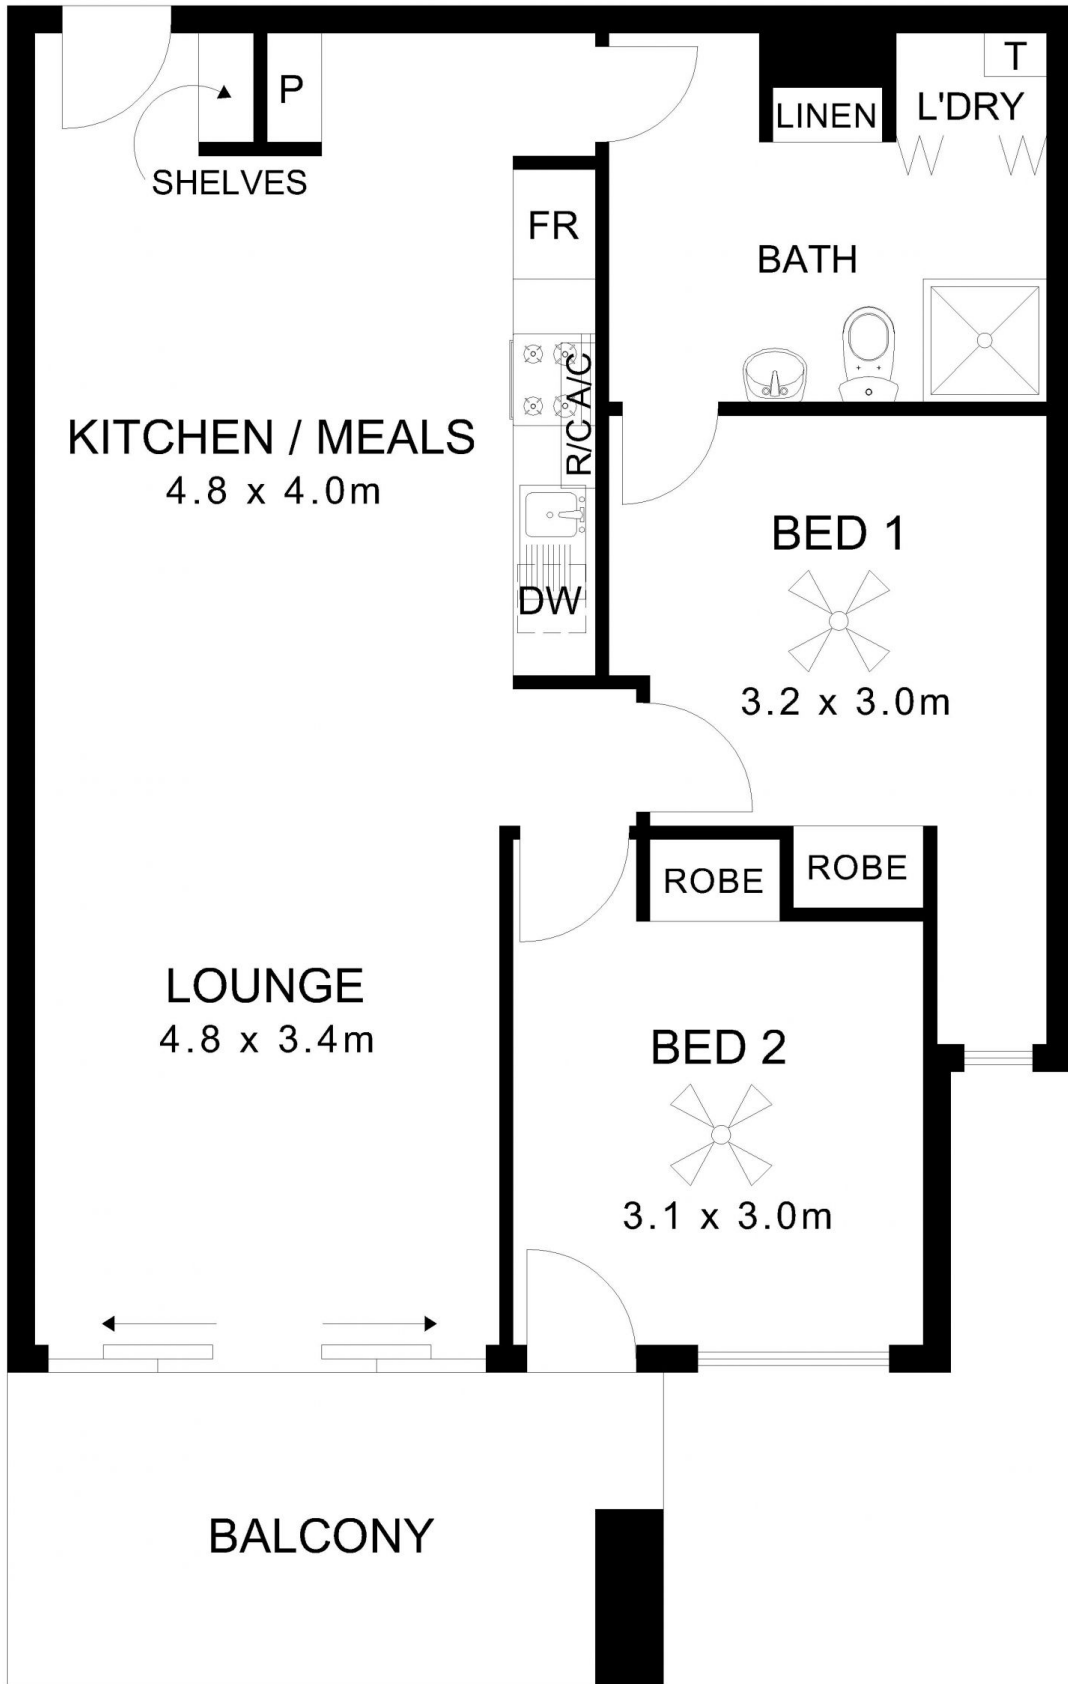 T
P
LINEN
L'DRY
SHELVES
FR
BATH
R/C A/C
KITCHEN / MEALS
4.8 x 4.0m
BED 1
DW
3.2 x 3.0m
ROBE
ROBE
LOUNGE
4.8 x 3.4m
BED 2
3.1 x 3.0m
BALCONY